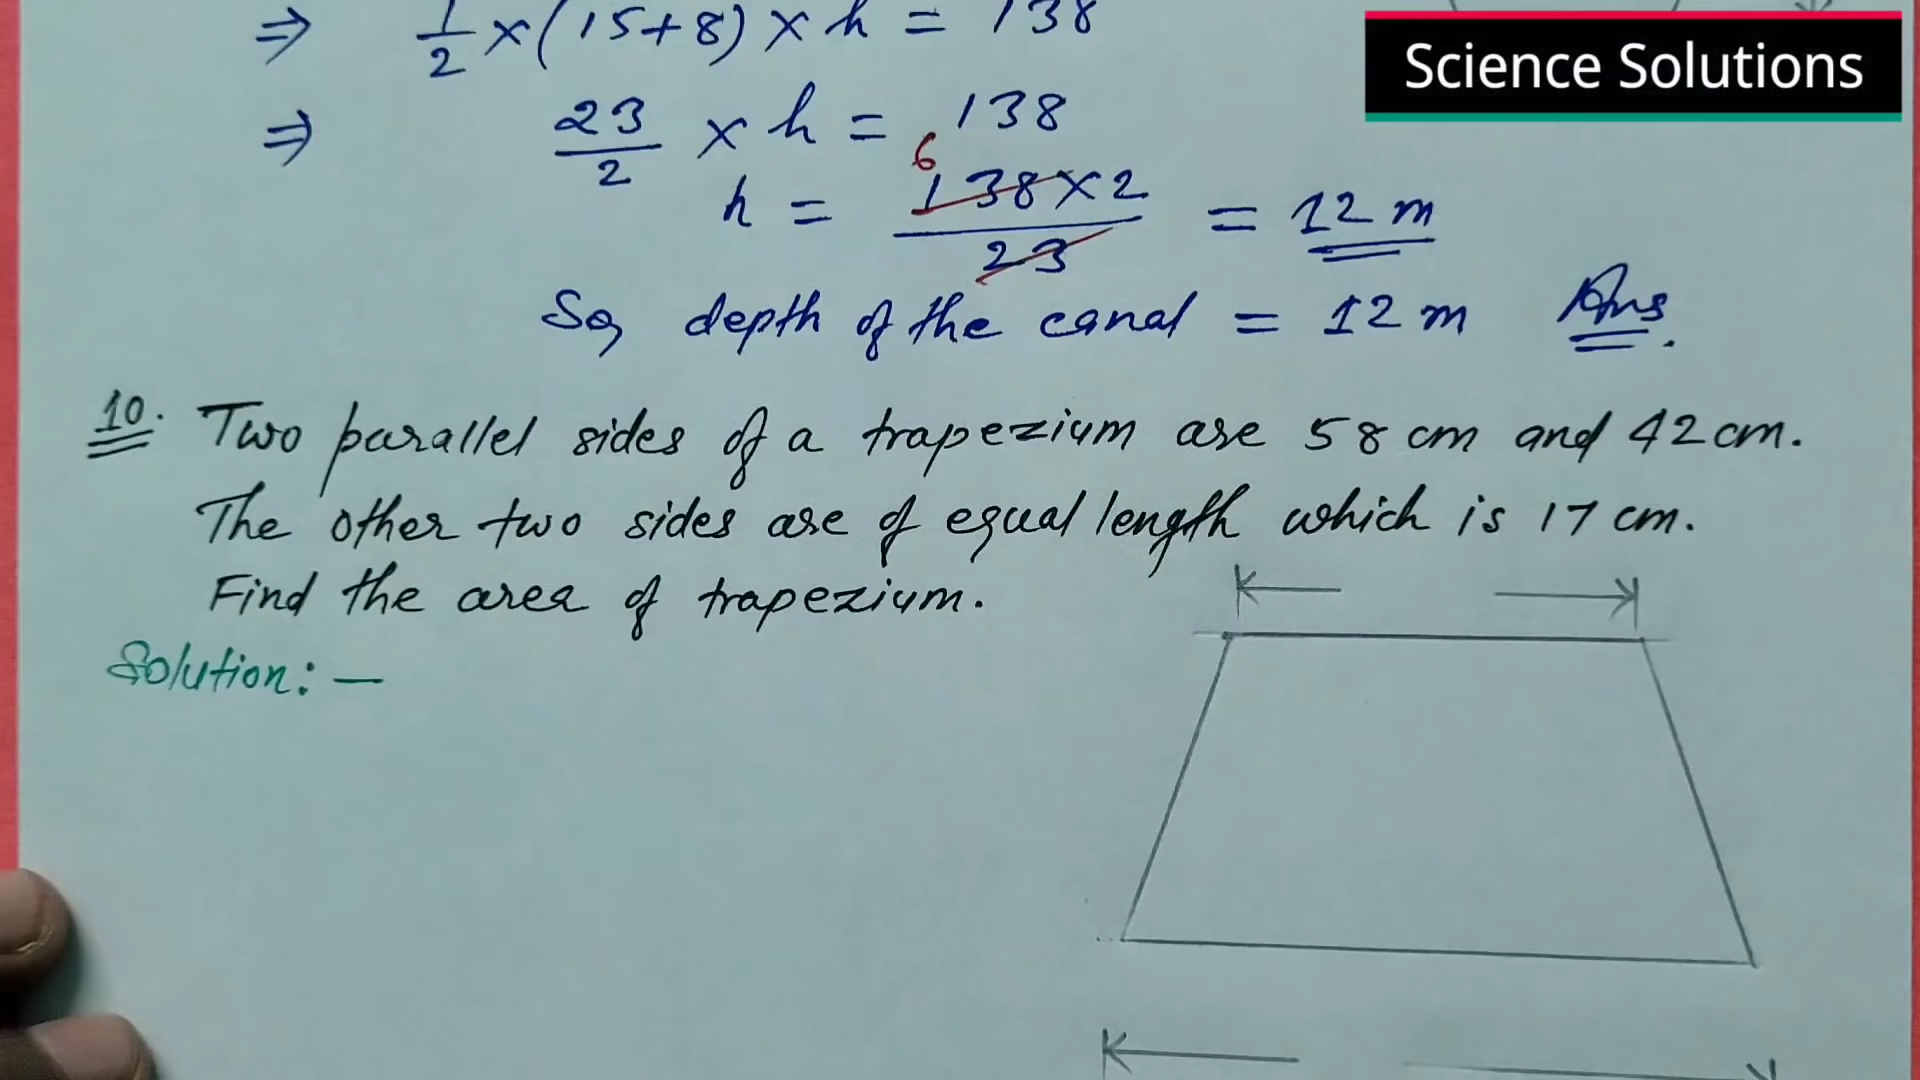 ⇒ 1/2 × (15+8) × h = 138
Science Solutions
⇒ 23/2 × h = 138
6
h = 138×2/23 = 12 m
So, depth of the canal = 12 m Ans.
10. Two parallel sides of a trapezium are 58 cm and 42 cm.
The other two sides are of equal length which is 17 cm.
Find the area of trapezium.
Solution:—